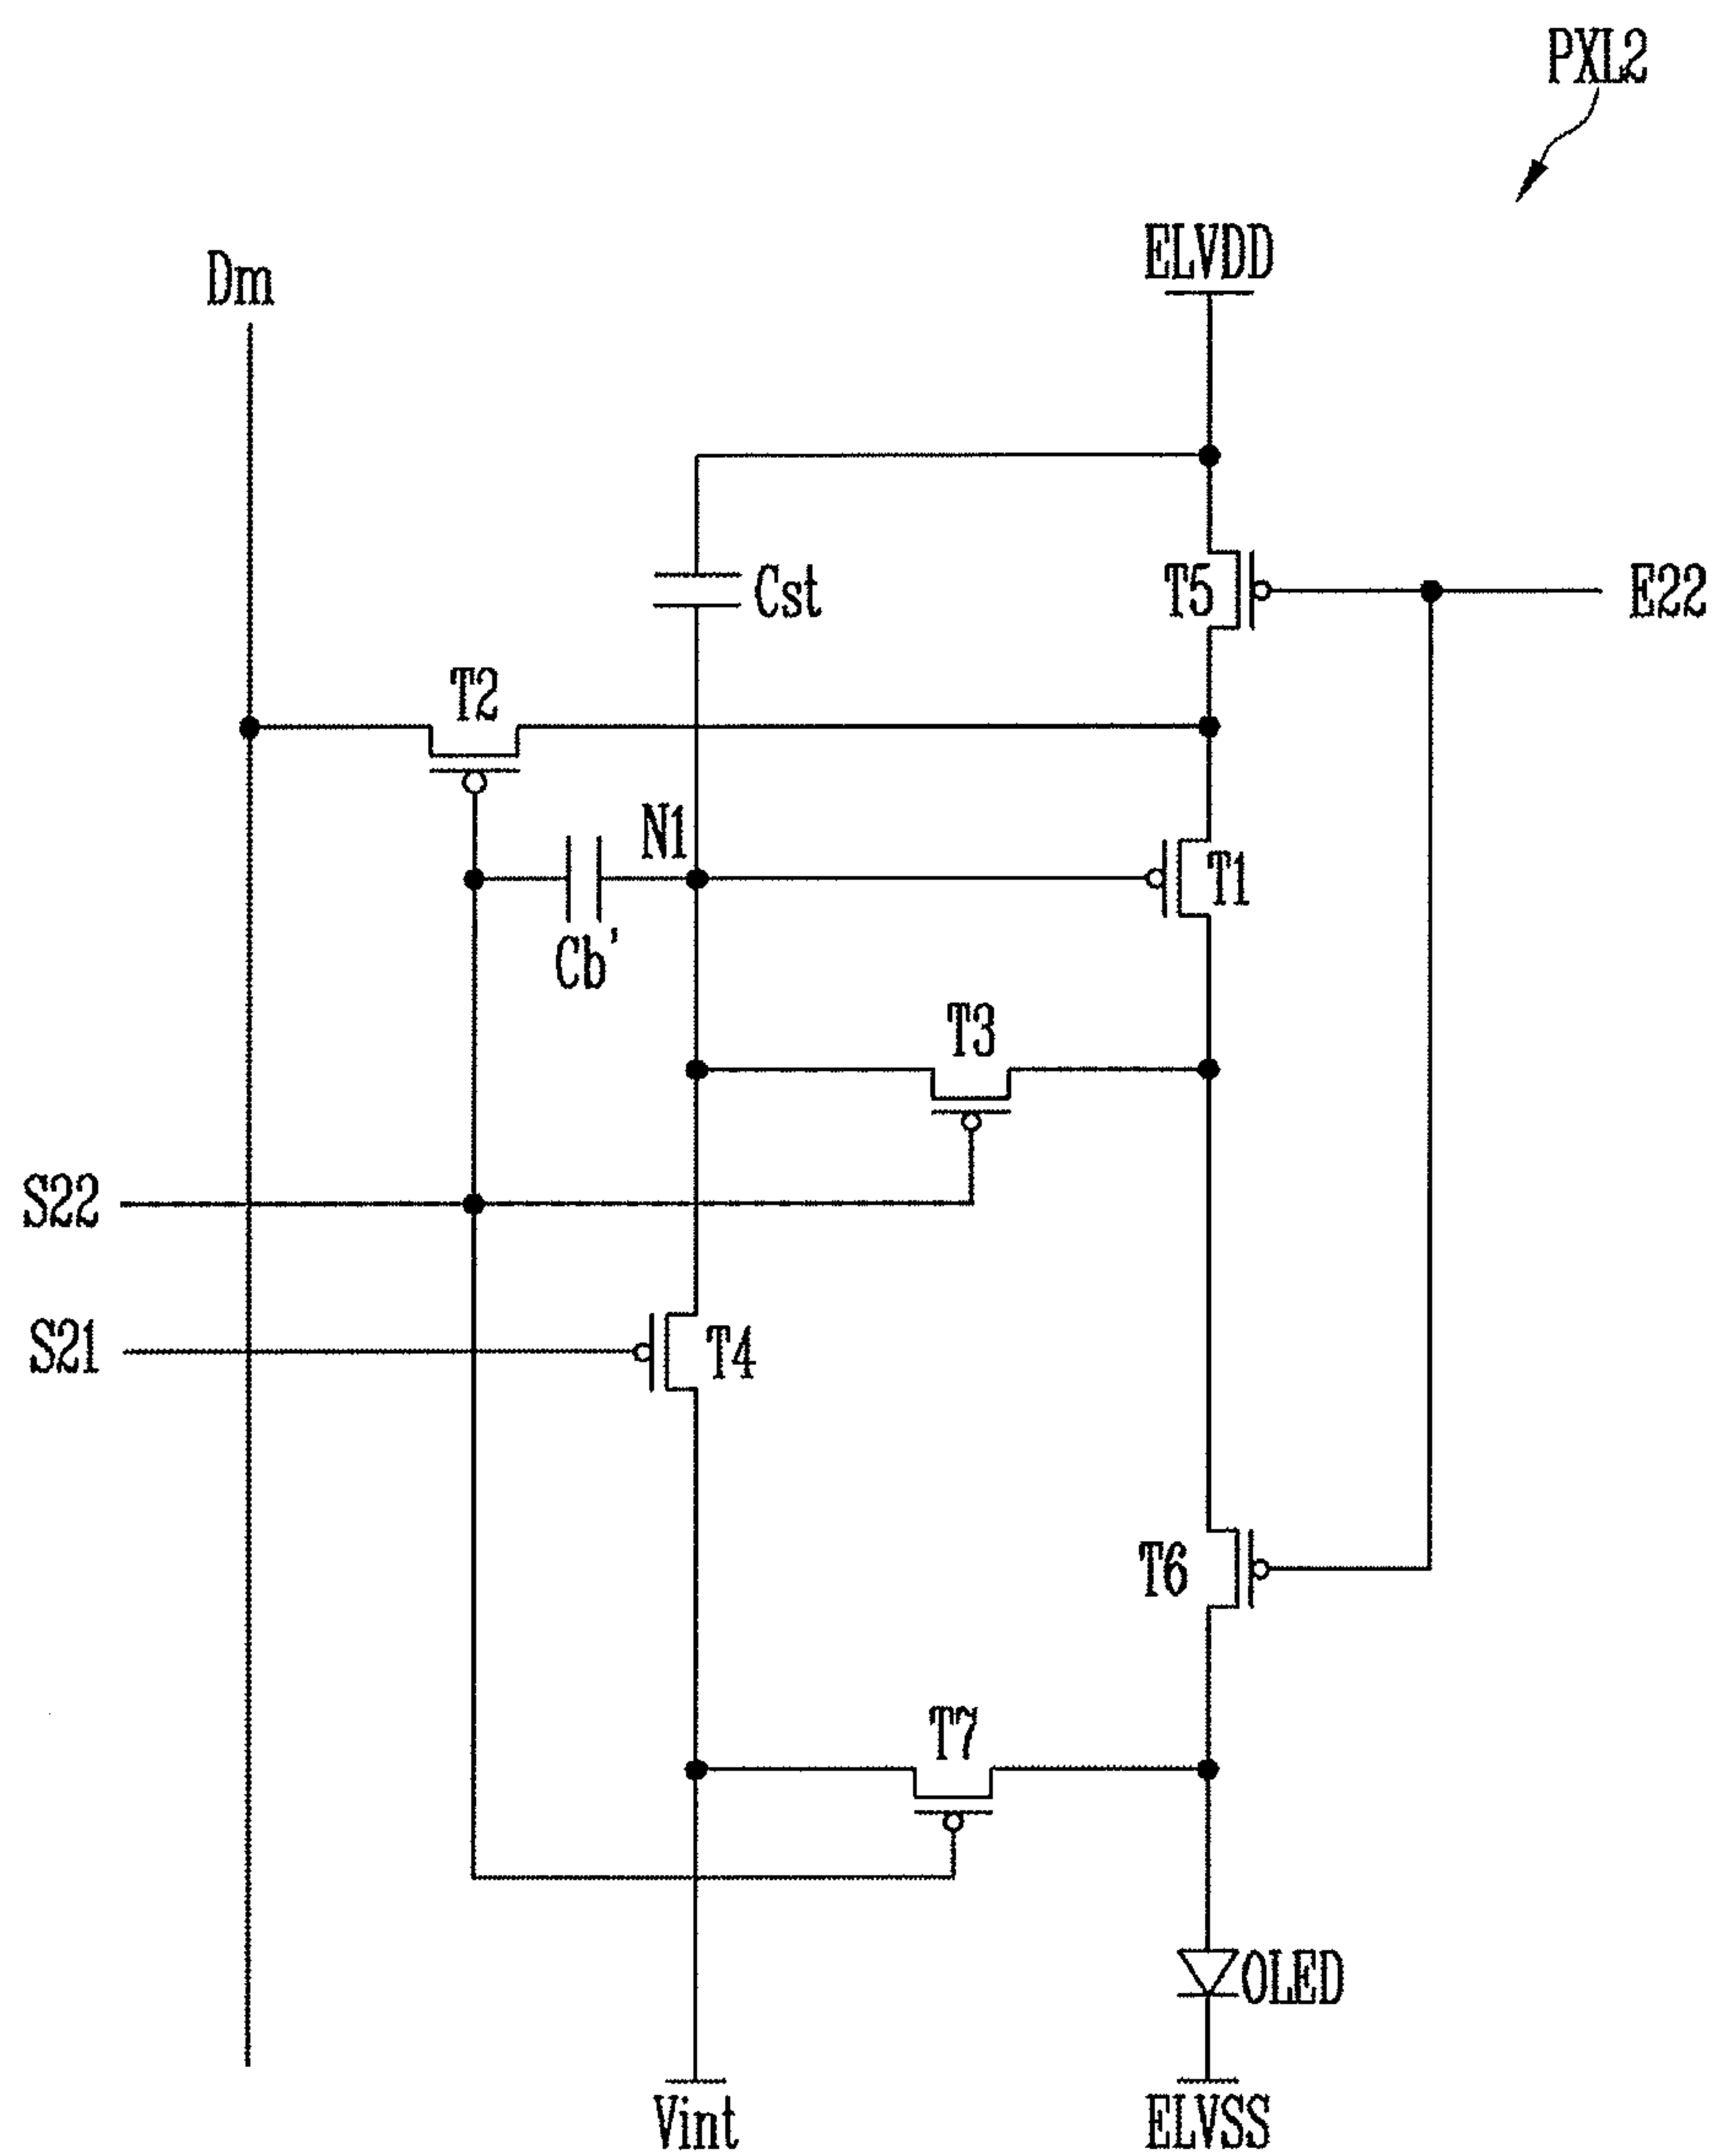 PXL2
ELVDD
Dm
Cst
T5
E22
T2
N1
T1
Cb'
T3
S22
S21
T4
T6
T7
OLED
Vint
ELVSS